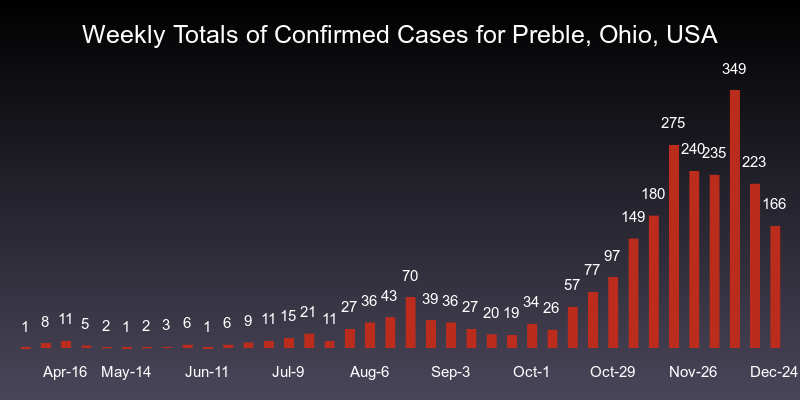 Weekly Totals of Confirmed Cases for Preble, Ohio, USA
1 8 11 5 2 1 2 3 6 1 6 9 11 15 21 11 27 36 43 70 39 36 27 20 19 34 26 57 77 97 149 180 275 240 235 349 223 166
Apr-16 May-14 Jun-11 Jul-9 Aug-6 Sep-3 Oct-1 Oct-29 Nov-26 Dec-24